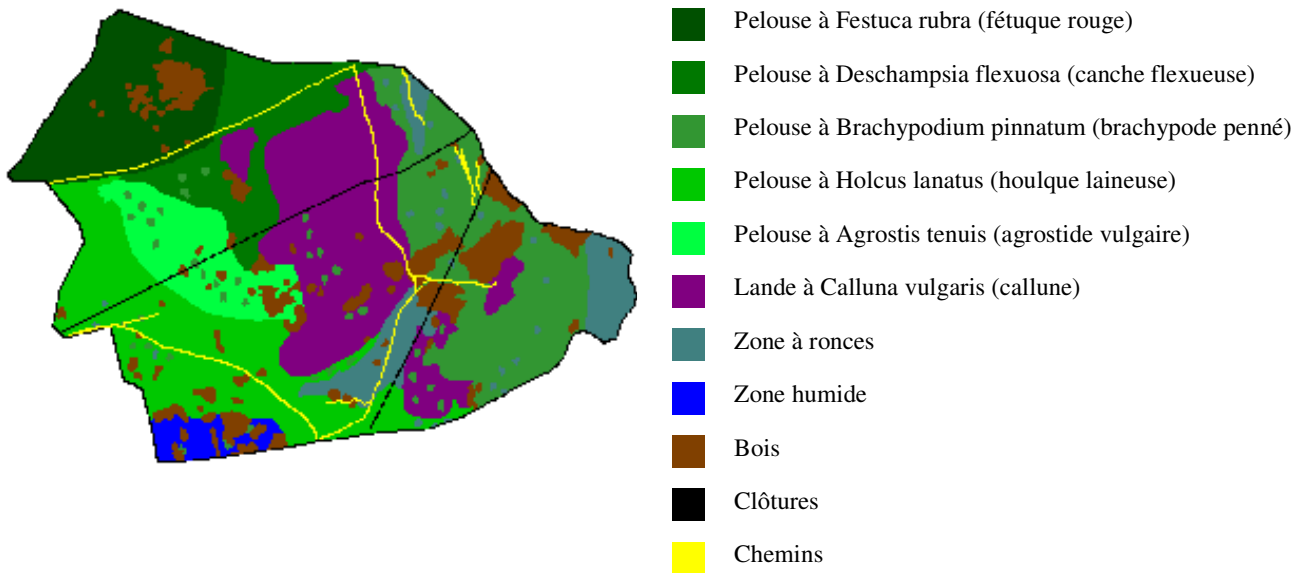 Pelouse à Festuca rubra (fétuque rouge)
Pelouse à Deschampsia flexuosa (canche flexueuse)
Pelouse à Brachypodium pinnatum (brachypode penné)
Pelouse à Holcus lanatus (houlque laineuse)
Pelouse à Agrostis tenuis (agrostide vulgaire)
Lande à Calluna vulgaris (callune)
Zone à ronces
Zone humide
Bois
Clôtures
Chemins